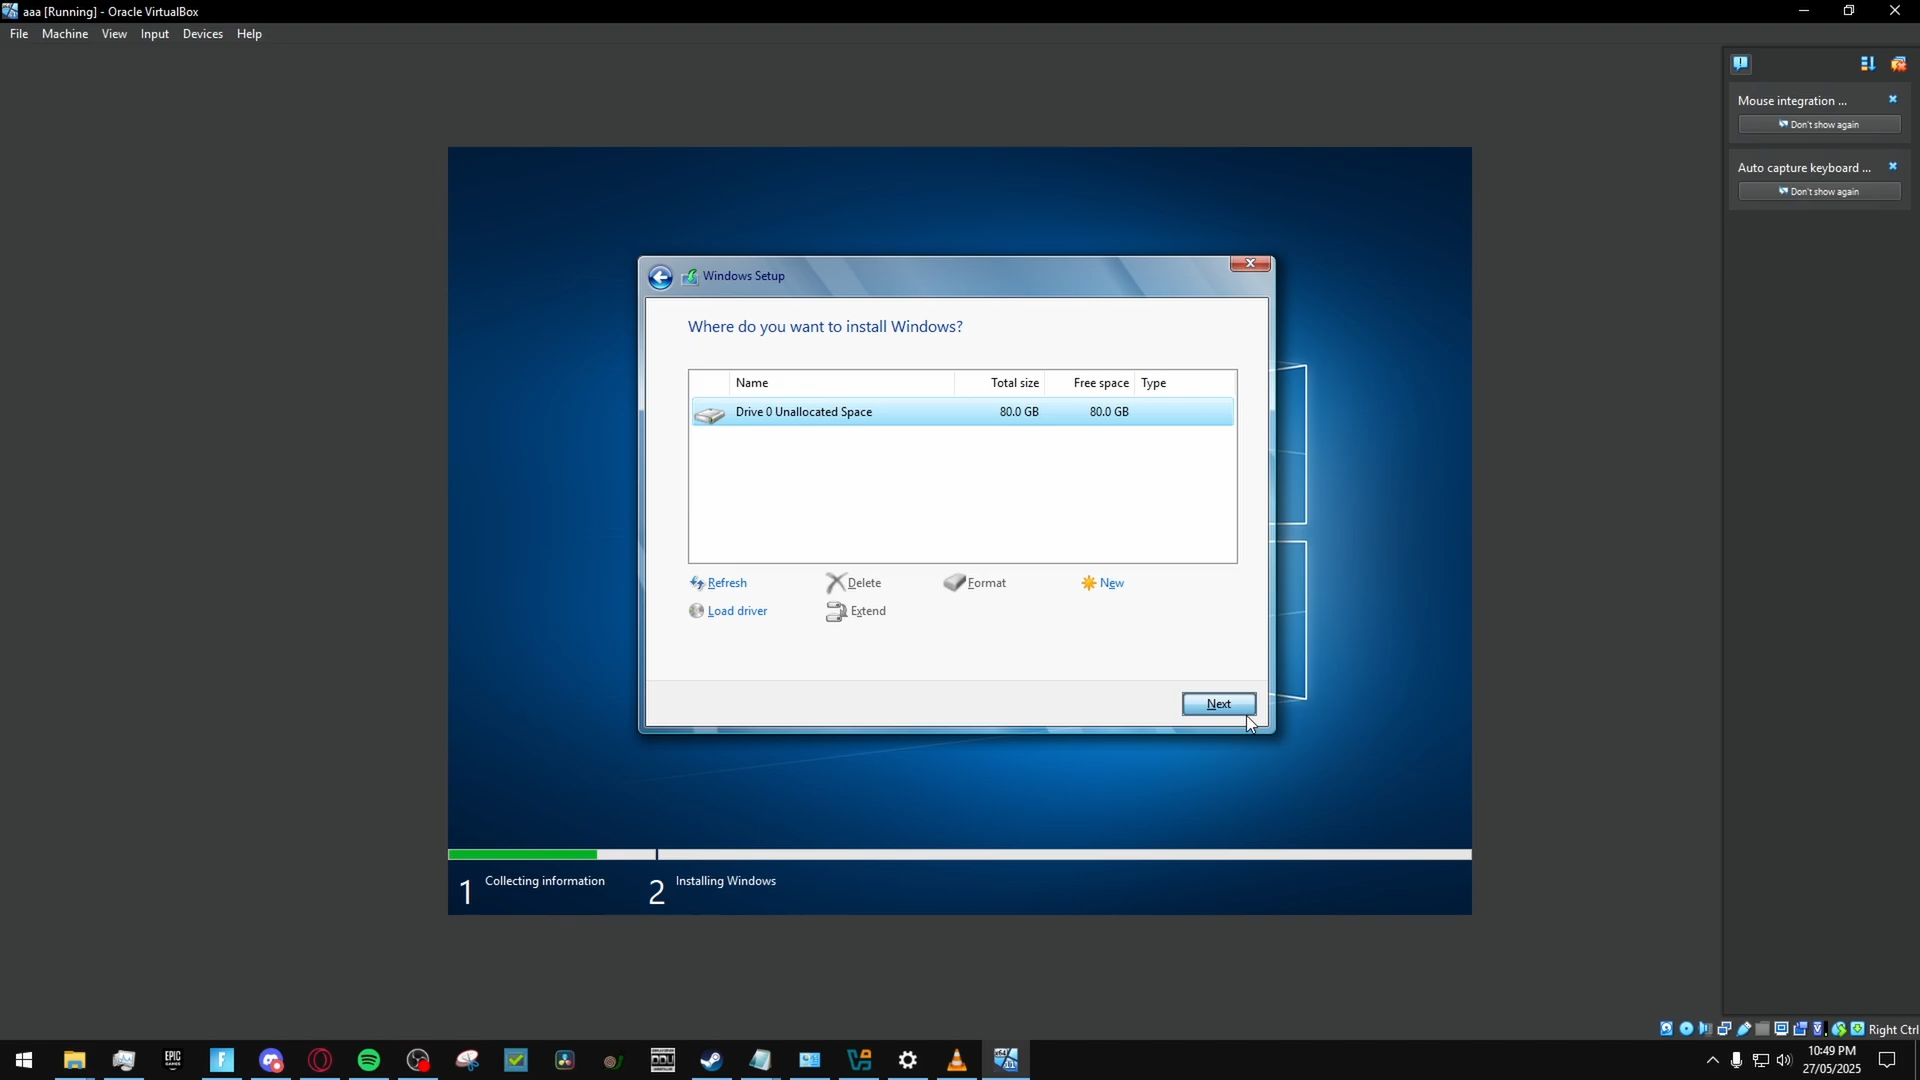 aaa [Running] - Oracle VirtualBox
File Machine View Input Devices Help
Mouse integration ...
Don't show again
Auto capture keyboard ...
Don't show again
Windows Setup
Where do you want to install Windows?
Name Total size Free space Type
Drive 0 Unallocated Space 80.0 GB 80.0 GB
Refresh Delete Format New
Load driver Extend
Next
1 Collecting information 2 Installing Windows
Right Ctrl
EPIC GAMES
DDU
10:49 PM
27/05/2025